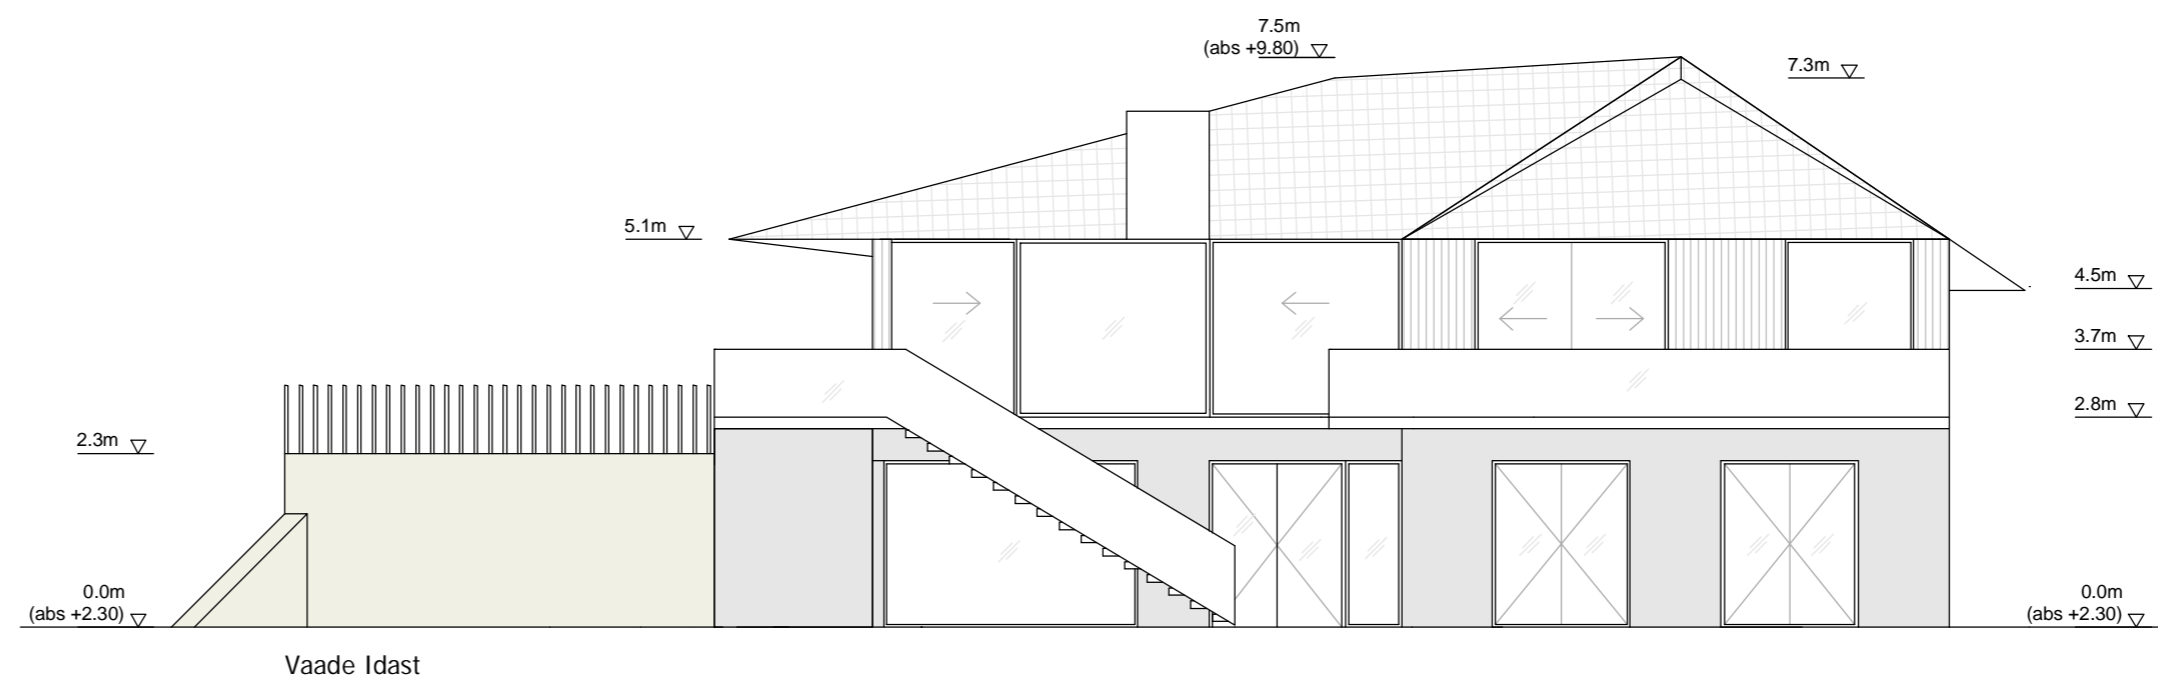 7.5m
(abs +9.80)
7.3m
5.1m
4.5m
3.7m
2.8m
2.3m
0.0m
(abs +2.30)
0.0m
(abs +2.30)
Vaade Idast